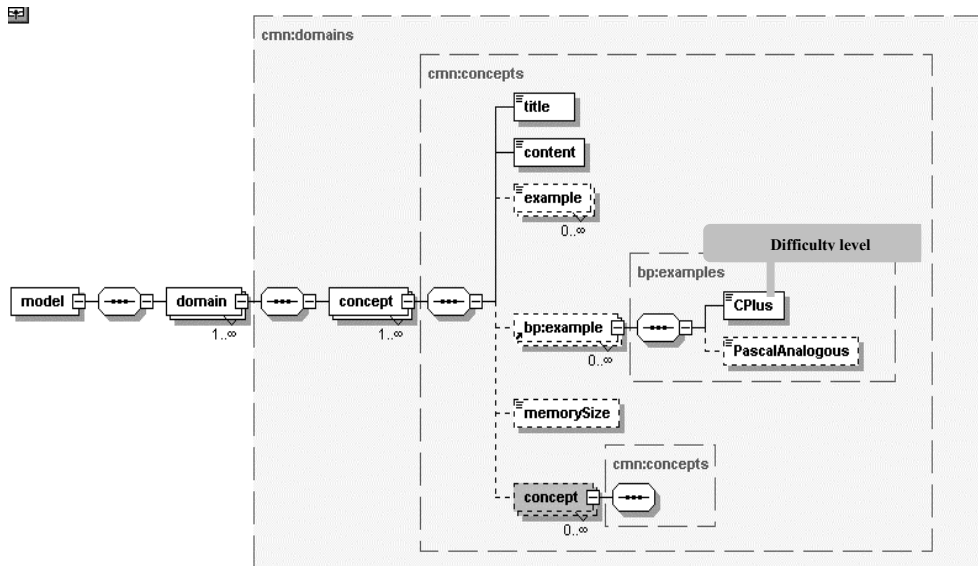 cmn:domains
cmn:concepts
title
content
example
0..∞
Difficulty level
bp:examples
model
domain
1..∞
concept
1..∞
bp:example
0..∞
CPlus
PascalAnalogous
memorySize
cmn:concepts
concept
0..∞